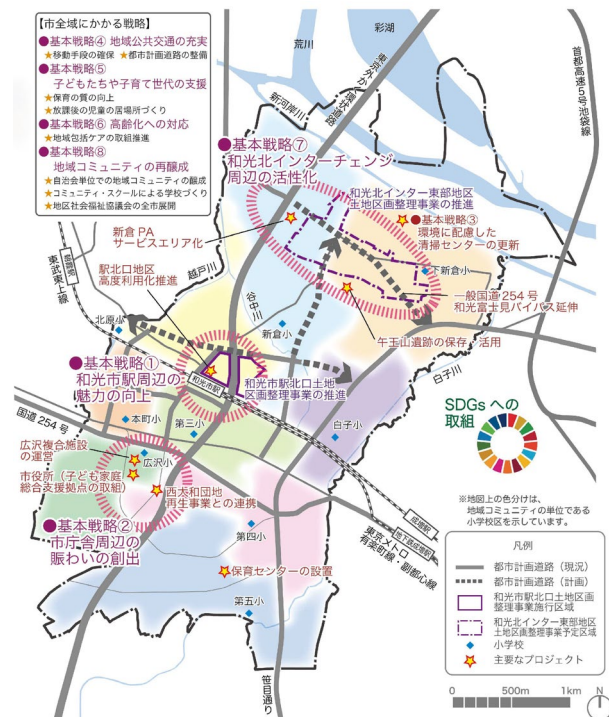 【市全域にかかる戦略】
●基本戦略④ 地域公共交通の充実
★移動手段の確保 ★都市計画道路の整備
●基本戦略⑤
子どもたちや子育て世代の支援
★保育の質の向上
★放課後の児童の居場所づくり
●基本戦略⑥ 高齢化への対応
★地域包括ケアの取組推進
●基本戦略⑧
地域コミュニティの再醸成
★自治会単位での地域コミュニティの醸成
★コミュニティ・スクールによる学校づくり
★地区社会福祉協議会の全市展開
荒川
彩湖
東京外かく環状道路
首都高速5号池袋線
新河岸川
●基本戦略⑦
和光北インターチェンジ
周辺の活性化
和光北インター東部地区
土地区画整理事業の推進
●基本戦略③
環境に配慮した
清掃センターの更新
新倉PA
サービスエリア化
下新倉小
駅北口地区
高度利用化推進
越戸川
谷中川
東武東上線
一般国道254号
和光富士見バイパス延伸
北原小
新倉小
午王山遺跡の保存・活用
白子川
●基本戦略①
和光市駅周辺の
魅力の向上
和光市駅
和光市駅北口土地
区画整理事業の推進
SDGsへの
取組
国道254号
本町小
第三小
白子小
広沢複合施設
の運営
広沢小
市役所（子ども家庭
総合支援拠点の取組）
西大和団地
再生事業との連携
成増駅
地下鉄成増駅
東京メトロ
有楽町線・副都心線
●基本戦略②
市庁舎周辺の
賑わいの創出
第四小
保育センターの設置
第五小
笹目通り
※地図上の色分けは、
地域コミュニティの単位である
小学校区を示しています。
凡例
都市計画道路（現況）
都市計画道路（計画）
和光市駅北口土地区画
整理事業施行区域
和光北インター東部地区
土地区画整理事業予定区域
小学校
主要なプロジェクト
0 500m 1km
N